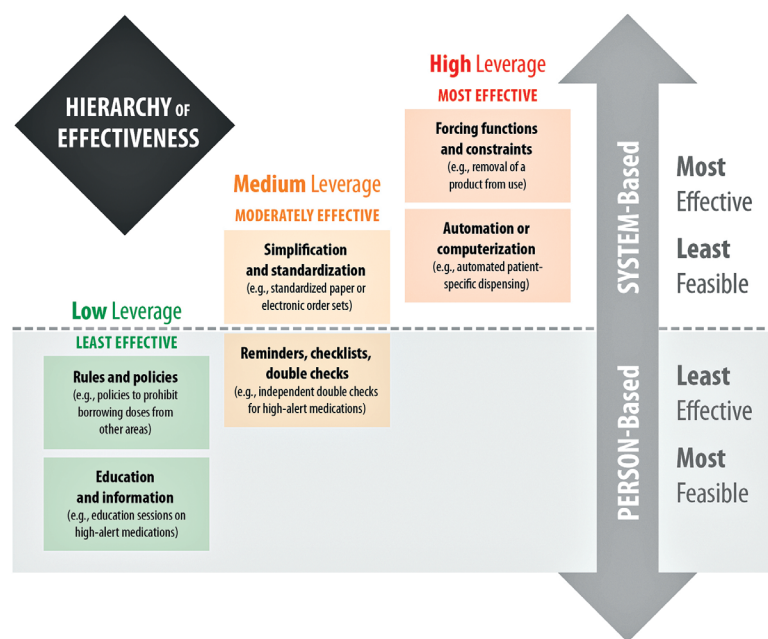 HIERARCHY OF
EFFECTIVENESS
High Leverage
MOST EFFECTIVE
Forcing functions
and constraints
(e.g., removal of a
product from use)
Automation or
computerization
(e.g., automated patient-
specific dispensing)
Medium Leverage
MODERATELY EFFECTIVE
Simplification
and standardization
(e.g., standardized paper or
electronic order sets)
Reminders, checklists,
double checks
(e.g., independent double checks
for high-alert medications)
Low Leverage
LEAST EFFECTIVE
Rules and policies
(e.g., policies to prohibit
borrowing doses from
other areas)
Education
and information
(e.g., education sessions on
high-alert medications)
SYSTEM-Based
PERSON-Based
Most
Effective
Least
Feasible
Least
Effective
Most
Feasible